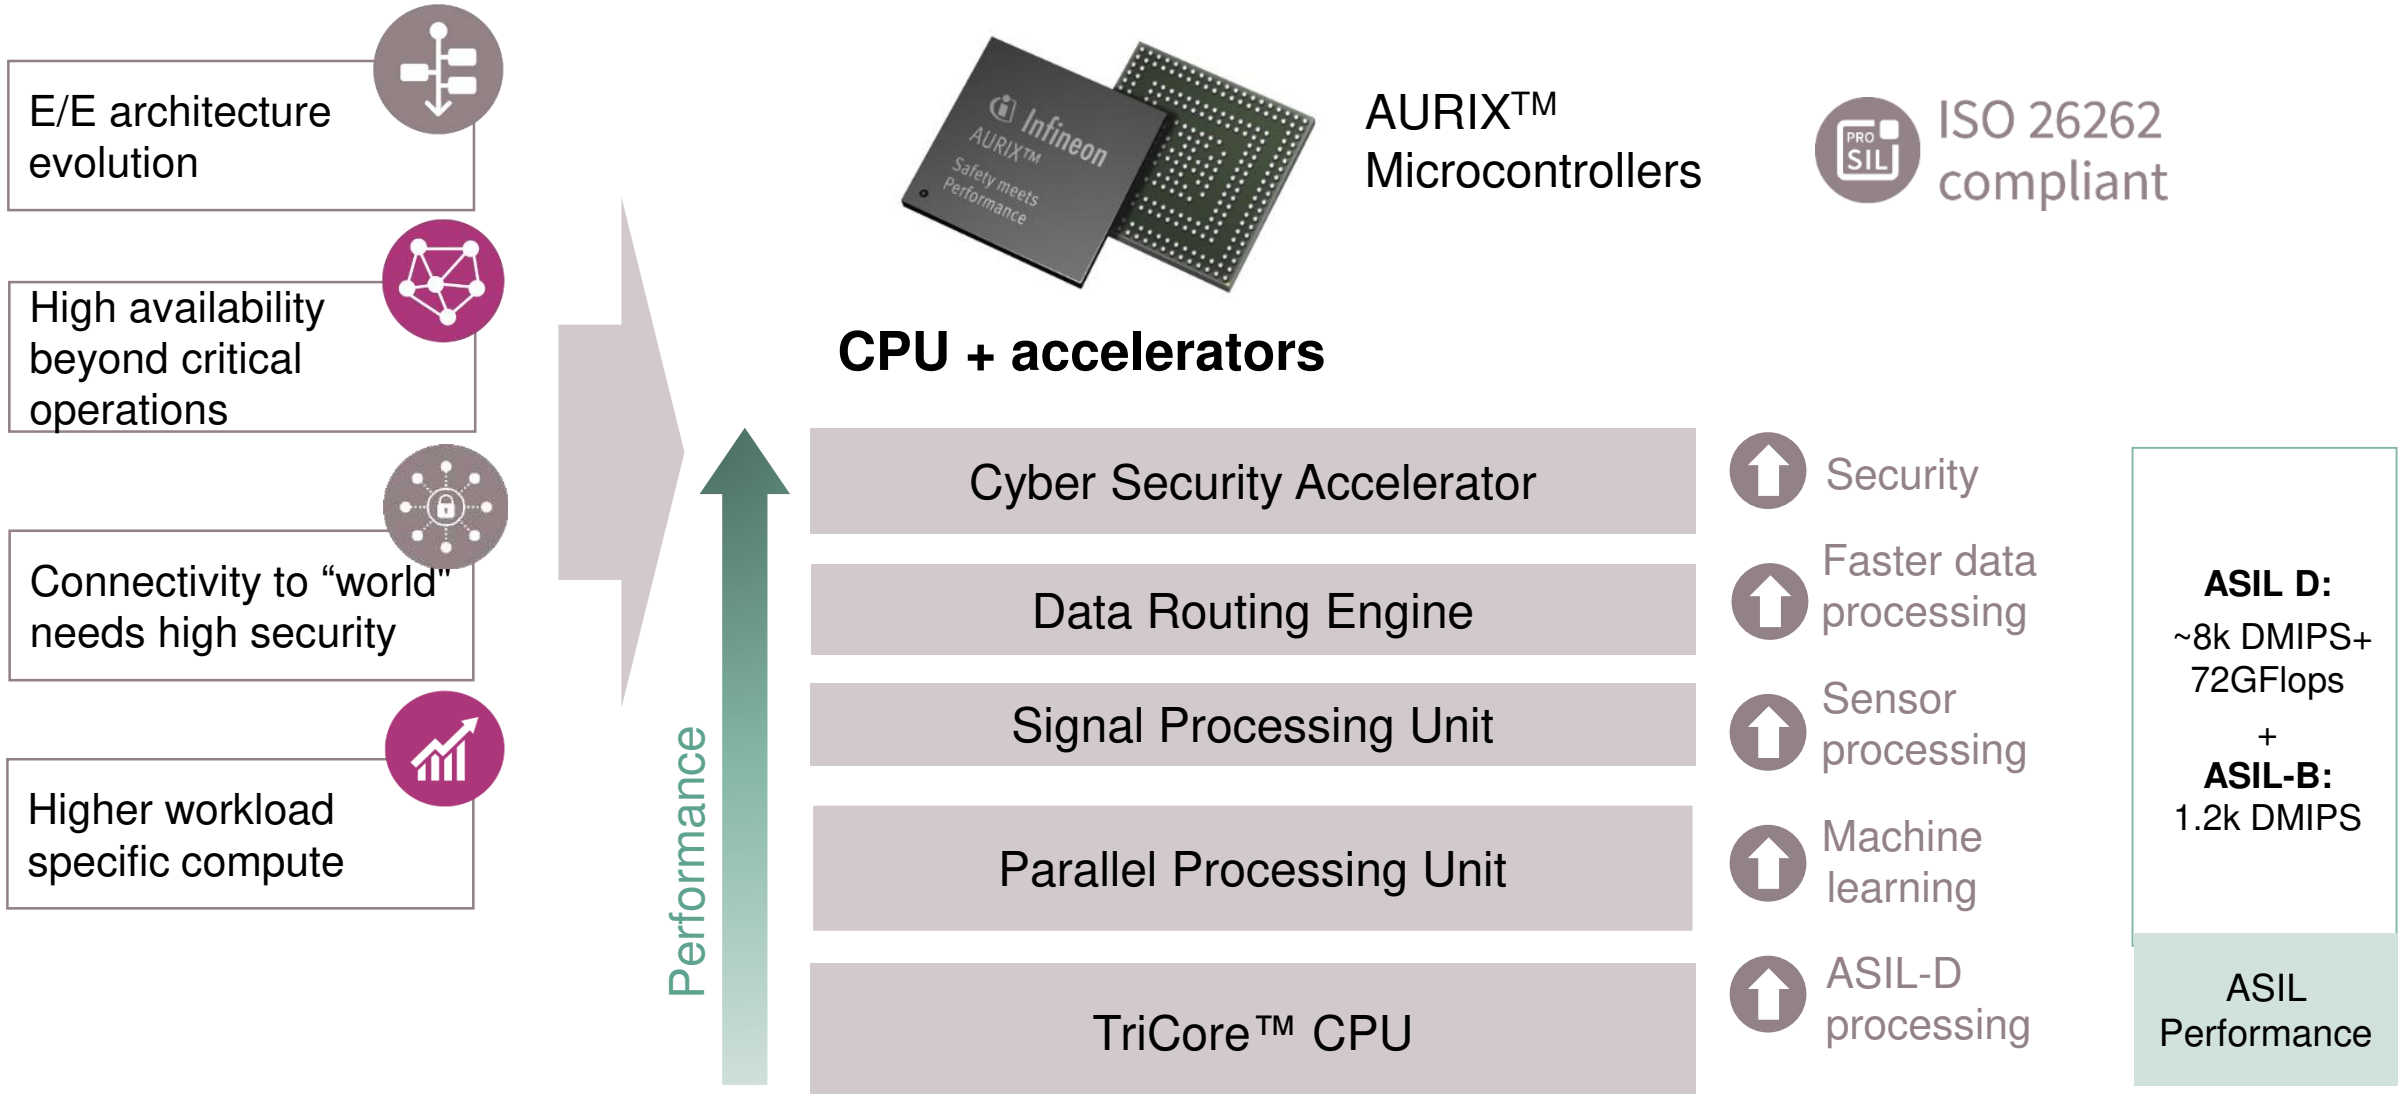 E/E architecture
evolution
High availability
beyond critical
operations
Connectivity to “world"
needs high security
Higher workload
specific compute
Infineon
AURIX™
Safety meets
Performance
AURIX™
Microcontrollers
PRO
SIL
ISO 26262
compliant
CPU + accelerators
Performance
Cyber Security Accelerator
Data Routing Engine
Signal Processing Unit
Parallel Processing Unit
TriCore™ CPU
Security
Faster data
processing
Sensor
processing
Machine
learning
ASIL-D
processing
ASIL D:
~8k DMIPS+
72GFlops
+
ASIL-B:
1.2k DMIPS
ASIL
Performance